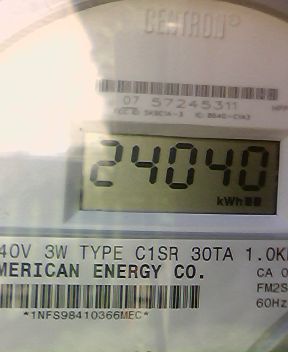 CENTRON®
07 57245311
24040
kWh
40V 3W TYPE C1SR 30TA 1.0K
MERICAN ENERGY CO.
CA 0
FM2S
60Hz
*1NFS98410366MEC*